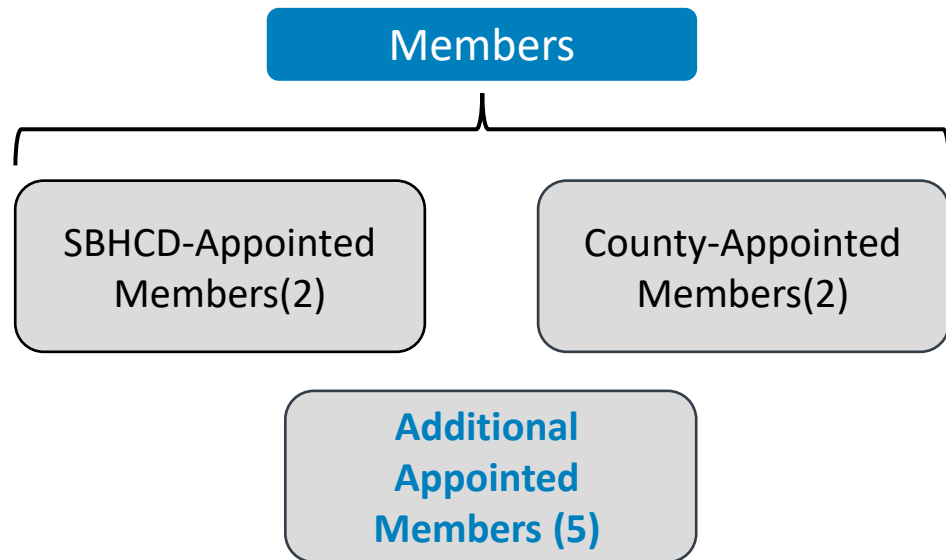 Members
SBHCD-Appointed
Members(2)
County-Appointed
Members(2)
Additional
Appointed
Members (5)